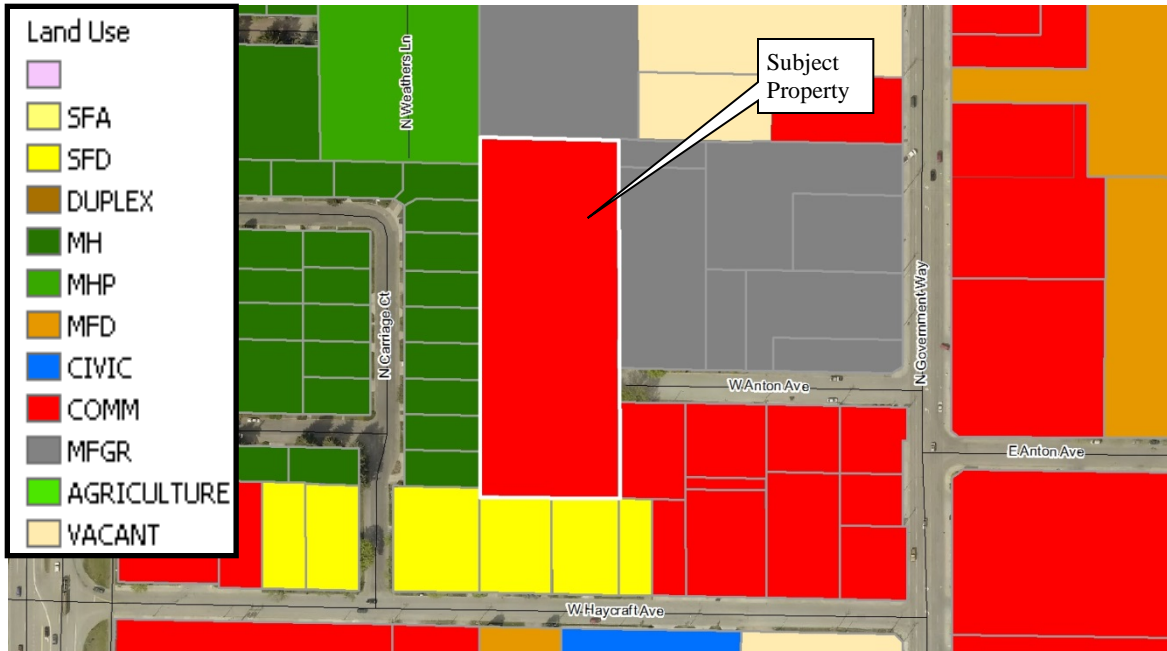 Land Use
SFA
SFD
DUPLEX
MH
MHP
MFD
CIVIC
COMM
MFGR
AGRICULTURE
VACANT
N Weathers Ln
Subject
Property
N Carriage Ct
N Government Way
W Anton Ave
E Anton Ave
W Haycraft Ave